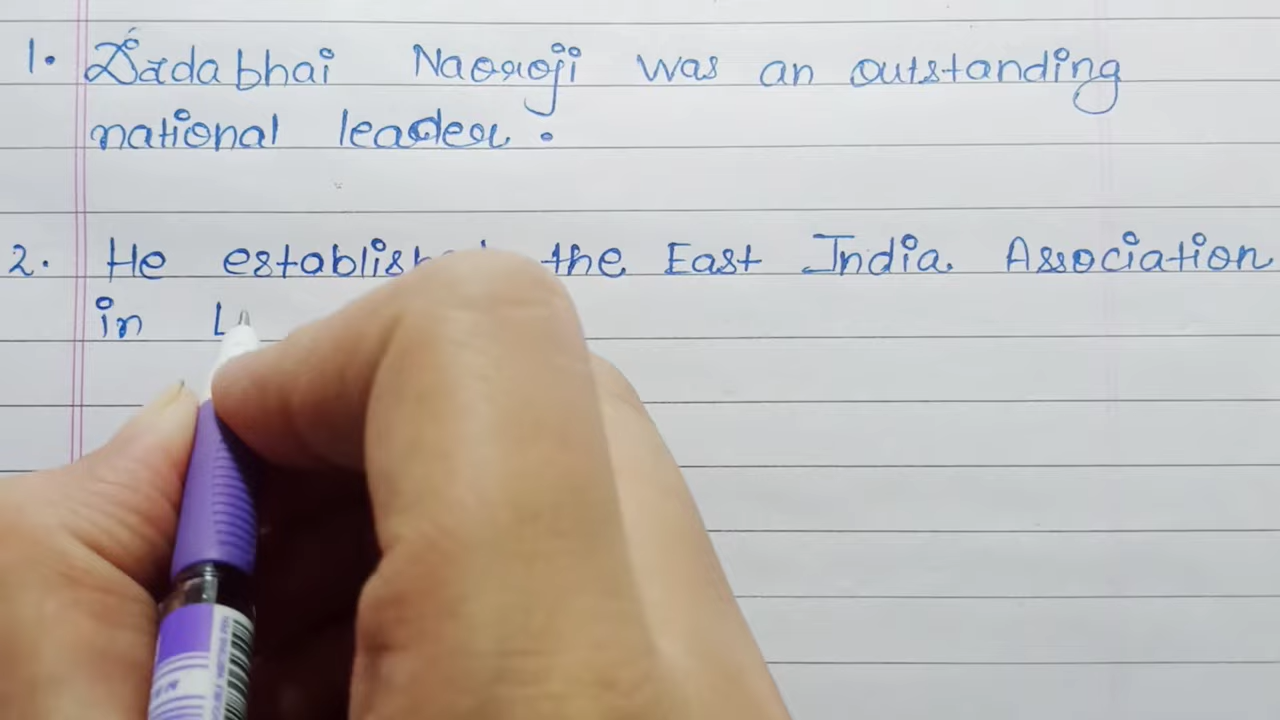 1. Dadabhai Naoroji was an outstanding
national leader.
2. He the East India Association
in L